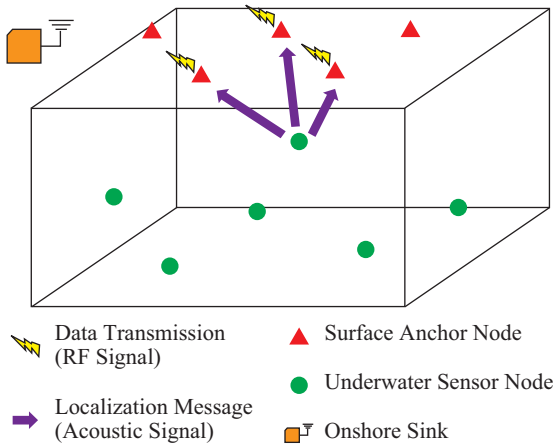 Data Transmission
(RF Signal)
Surface Anchor Node
Underwater Sensor Node
Localization Message
(Acoustic Signal)
Onshore Sink